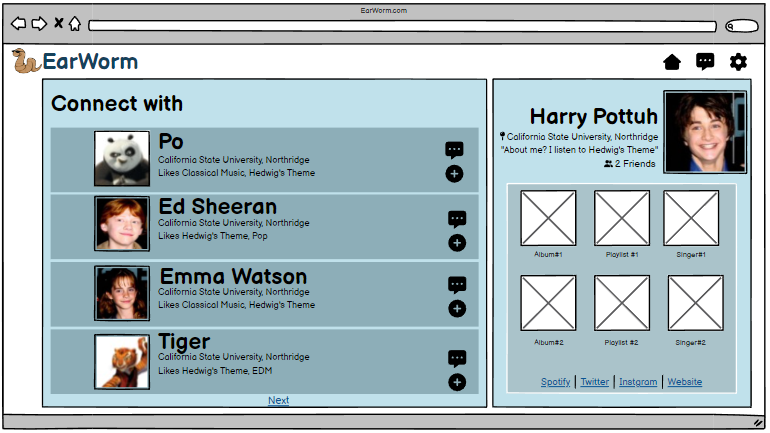 EarWorm.com
EarWorm
Connect with
Po
California State University, Northridge
Likes Classical Music, Hedwig's Theme
Ed Sheeran
California State University, Northridge
Likes Hedwig's Theme, Pop
Emma Watson
California State University, Northridge
Likes Classical Music, Hedwig's Theme
Tiger
California State University, Northridge
Likes Hedwig's Theme, EDM
Next
Harry Pottuh
California State University, Northridge
"About me? I listen to Hedwig's Theme"
2 Friends
Album#1 Playlist #1 Singer#1
Album#2 Playlist #2 Singer#2
Spotify | Twitter | Instgram | Website